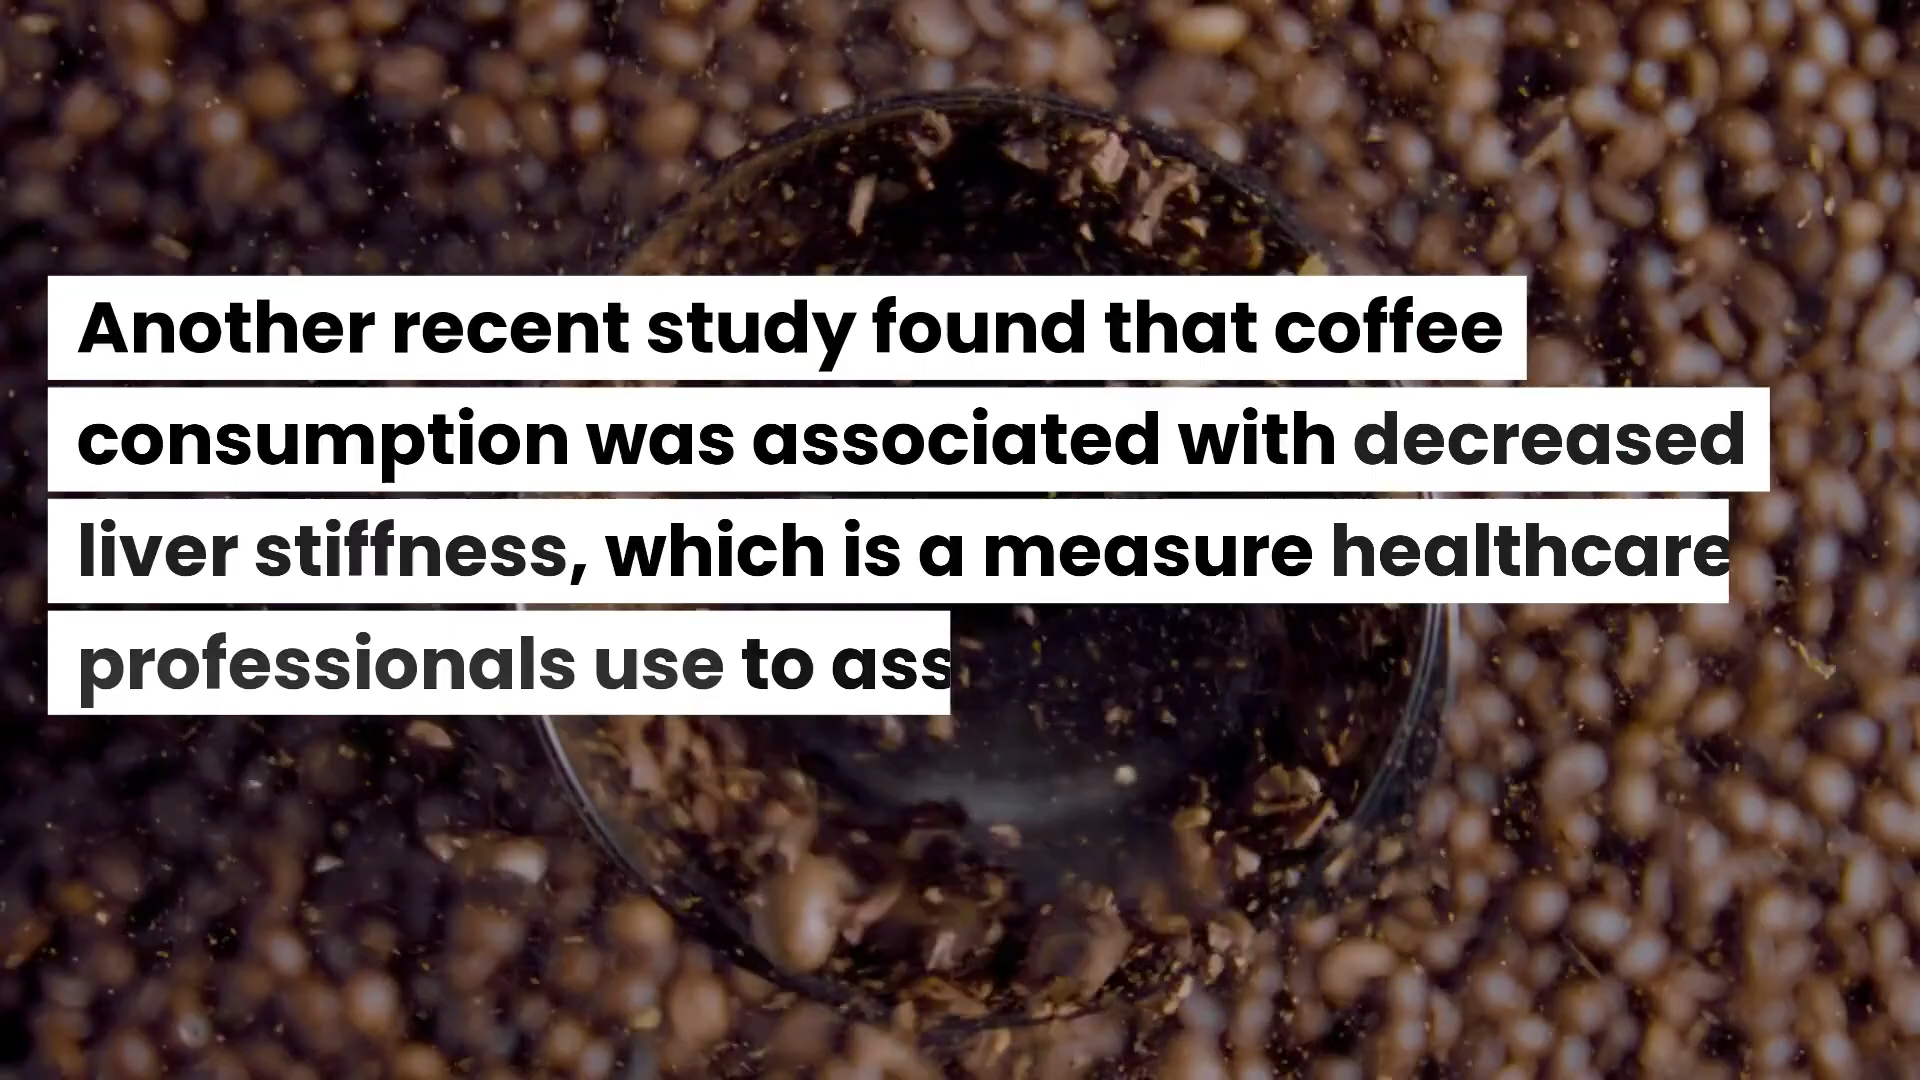 Another recent study found that coffee
consumption was associated with decreased
liver stiffness, which is a measure healthcare
professionals use to ass